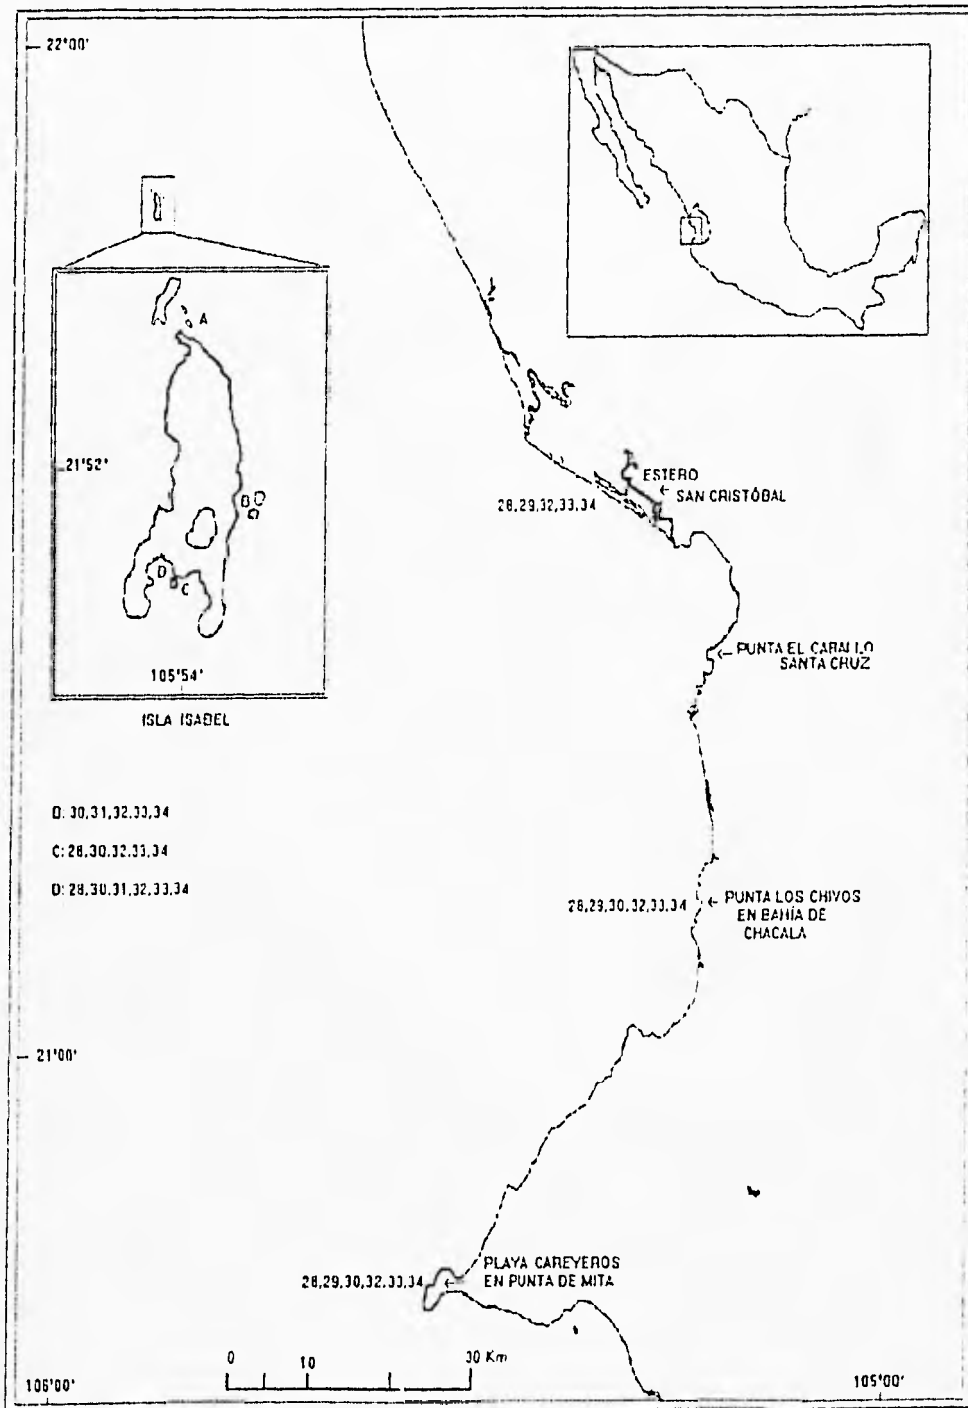 22°00'
A
21°52'
B
D
C
105°54'
ISLA ISABEL
ESTERO
SAN CRISTÓBAL
28,29,32,33,34
PUNTA EL CABALLO
SANTA CRUZ
B: 30,31,32,33,34
C: 28,30,32,33,34
D: 28,30,31,32,33,34
28,29,30,32,33,34
PUNTA LOS CHIVOS
EN BAHÍA DE
CHACALA
21°00'
PLAYA CAREYEROS
EN PUNTA DE MITA
28,29,30,32,33,34
0 10 30 Km
106°00'
105°00'